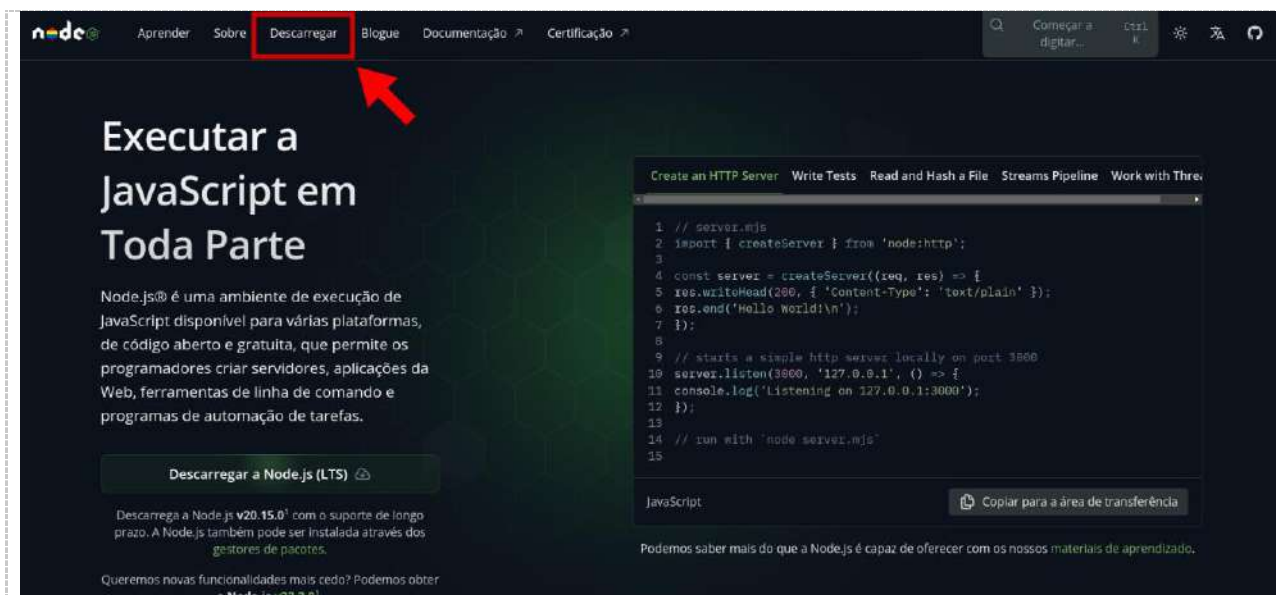 node
Aprender Sobre Descarregar Blogue Documentação ↗ Certificação ↗
Começar a
digitar...
Ctrl
K
Executar a
JavaScript em
Toda Parte
Node.js® é uma ambiente de execução de
JavaScript disponível para várias plataformas,
de código aberto e gratuita, que permite os
programadores criar servidores, aplicações da
Web, ferramentas de linha de comando e
programas de automação de tarefas.
Descarregar a Node.js (LTS)
Descarrega a Node.js v20.15.0¹ com o suporte de longo
prazo. A Node.js também pode ser instalada através dos
gestores de pacotes.
Queremos novas funcionalidades mais cedo? Podemos obter
a Node.js
Create an HTTP Server Write Tests Read and Hash a File Streams Pipeline Work with
1 // server.mjs
2 import { createServer } from 'node:http';
3
4 const server = createServer((req, res) => {
5 res.writeHead(200, { 'Content-Type': 'text/plain' });
6 res.end('Hello World!\n');
7 });
8
9 // starts a simple http server locally on port 3000
10 server.listen(3000, '127.0.0.1', () => {
11 console.log('Listening on 127.0.0.1:3000');
12 });
13
14 // run with `node server.mjs`
15
JavaScript
Copiar para a área de transferência
Podemos saber mais do que a Node.js é capaz de oferecer com os nossos materiais de aprendizado.